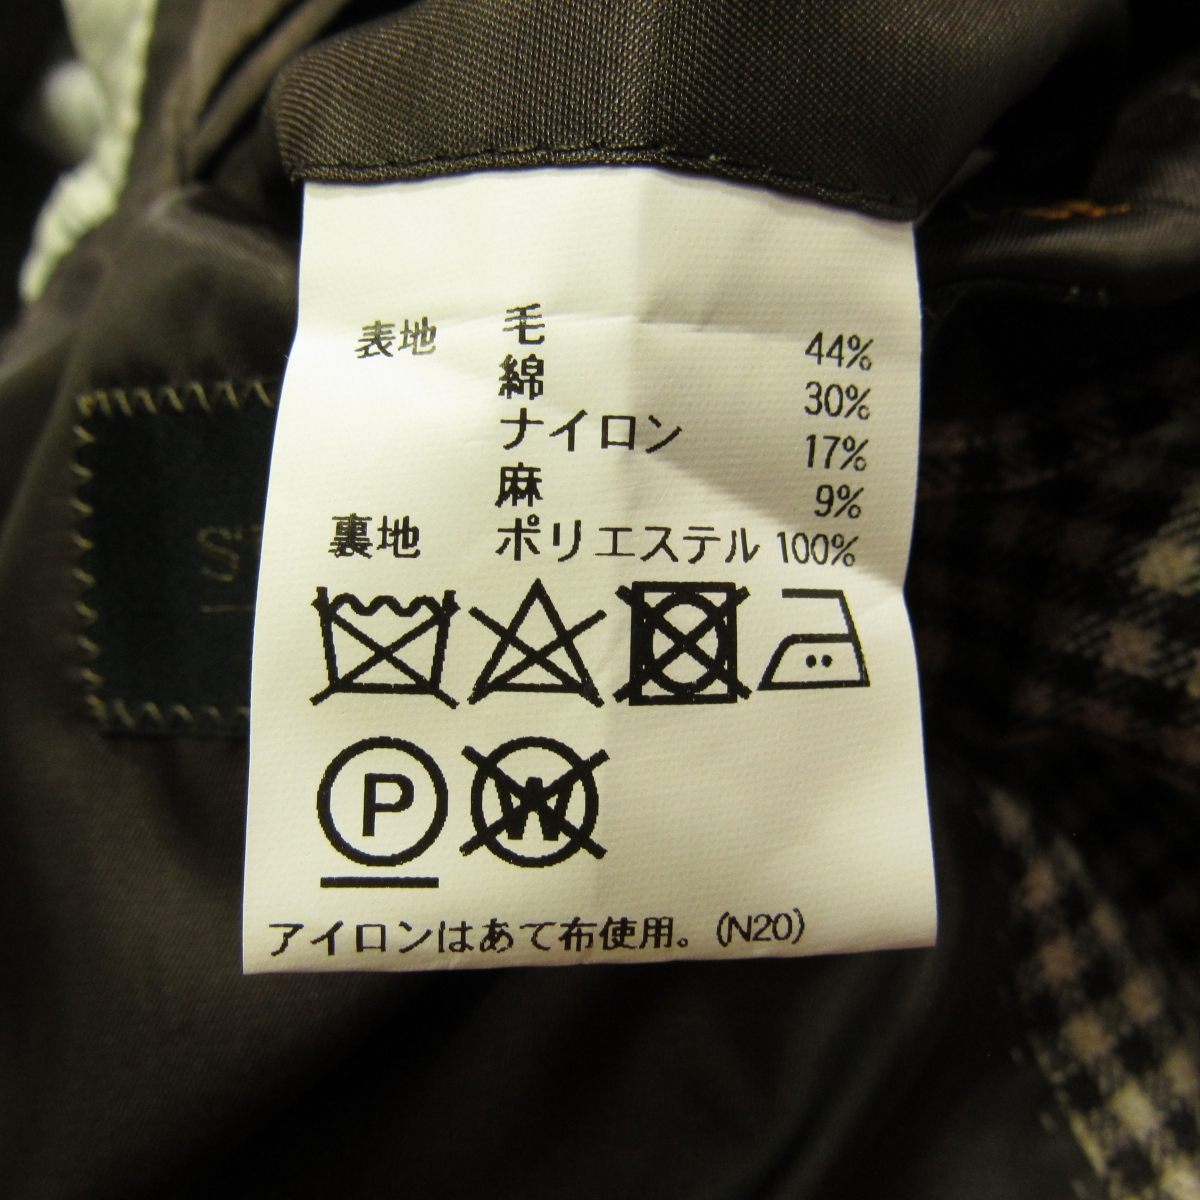 表地 毛 44%
綿 30%
ナイロン 17%
麻 9%
裏地 ポリエステル 100%
P W
アイロンはあて布使用。(N20)